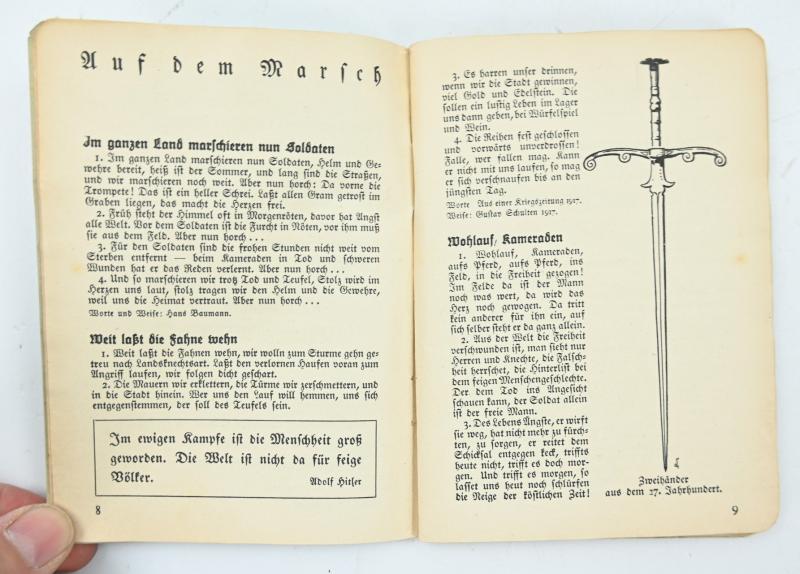 Auf dem Marsch
Im ganzen Land marschieren nun Soldaten
1. Im ganzen Land marschieren nun Soldaten, Helm und Ge-
wehre bereit, heiß ist der Sommer, und lang sind die Straßen,
und wir marschieren noch weit. Aber nun horch: Da vorne die
Trompete! Das ist ein heller Schrei. Laßt allen Gram getrost im
Graben liegen, das macht die Herzen frei.
2. Früh steht der Himmel oft in Morgenröten, davor hat Angst
alle Welt. Vor dem Soldaten ist die Furcht in Nöten, vor ihm muß
sie aus dem Feld. Aber nun horch ...
3. Für den Soldaten sind die frohen Stunden nicht weit vom
Sterben entfernt — beim Kameraden in Tod und schweren
Wunden hat er das Reden verlernt. Aber nun horch ...
4. Und so marschieren wir trotz Tod und Teufel, Stolz wird im
Herzen uns laut, stolz tragen wir den Helm und die Gewehre,
weil uns die Heimat vertraut. Aber nun horch ...
Worte und Weise: Hans Baumann.
Weit laßt die Fahne wehn
1. Weit laßt die Fahnen wehn, wir wolln zum Sturme gehn ge-
treu nach Landsknechtsart. Laßt den verlornen Haufen voran zum
Angriff laufen, wir folgen dicht geschart.
2. Die Mauern wir erklettern, die Türme wir zerschmettern, und
in die Stadt hinein. Wer uns den Lauf will hemmen, uns sich
entgegenstemmen, der soll des Teufels sein.
Im ewigen Kampfe ist die Menschheit groß
geworden. Die Welt ist nicht da für feige
Völker.
Adolf Hitler
8
3. Es harren unser drinnen,
wenn wir die Stadt gewinnen,
viel Gold und Edelstein. Die
sollen ein lustig Leben im Lager
uns dann geben, bei Würfelspiel
und Wein.
4. Die Reihen fest geschlossen
und vorwärts unverdrossen!
Falle, wer fallen mag. Kann
er nicht mit uns laufen, so mag
er sich verschnaufen bis an den
jüngsten Tag.
Worte Aus einer Kriegszeitung 1917.
Weise: Gustav Schulten 1917.
Wohlauf, Kameraden
1. Wohlauf, Kameraden,
aufs Pferd, aufs Pferd, ins
Feld, in die Freiheit gezogen!
Im Felde da ist der Mann
noch was wert, da wird das
Herz noch gewogen. Da tritt
kein anderer für ihn ein, auf
sich selber steht er da ganz allein.
2. Aus der Welt die Freiheit
verschwunden ist, man sieht nur
Herren und Knechte, die Falsch-
heit herrschet, die Hinterlist bei
dem feigen Menschengeschlechte.
Der dem Tod ins Angesicht
schauen kann, der Soldat allein
ist der freie Mann.
3. Des Lebens Ängste, er wirft
sie weg, hat nicht mehr zu fürch-
ten, zu sorgen, er reitet dem
Schicksal entgegen keck, triffts
heute nicht, trifft es doch mor-
gen. Und trifft es morgen, so
lasset uns heut noch schlürfen
die Neige der köstlichen Zeit!
Zweihänder
aus dem 17. Jahrhundert.
9